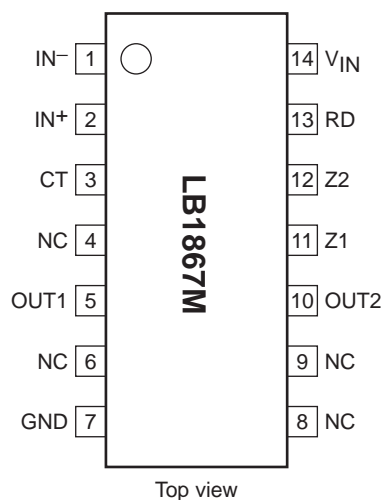 IN– 1 14 VIN
IN+ 2 13 RD
CT 3 12 Z2
NC 4 11 Z1
OUT1 5 10 OUT2
NC 6 9 NC
GND 7 8 NC
LB1867M
Top view